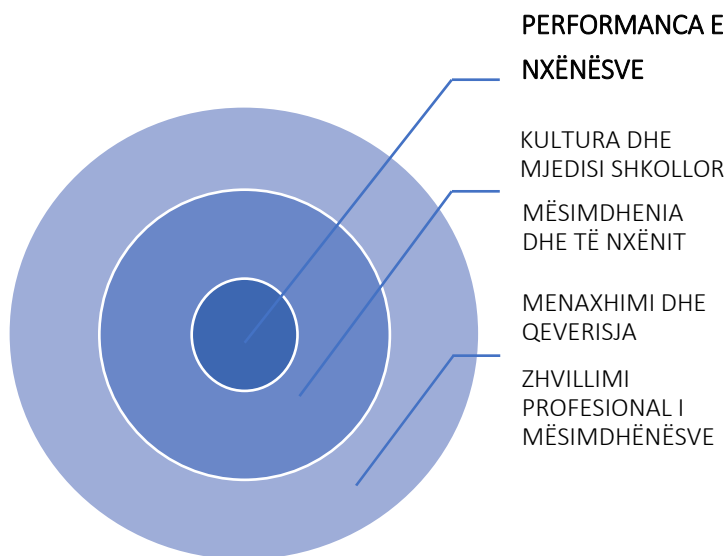 PERFORMANCA E
NXËNËSVE
KULTURA DHE
MJEDISI SHKOLLOR
MËSIMDHENIA
DHE TË NXËNIT
MENAXHIMI DHE
QEVERISJA
ZHVILLIMI
PROFESIONAL I
MËSIMDHËNËSVE